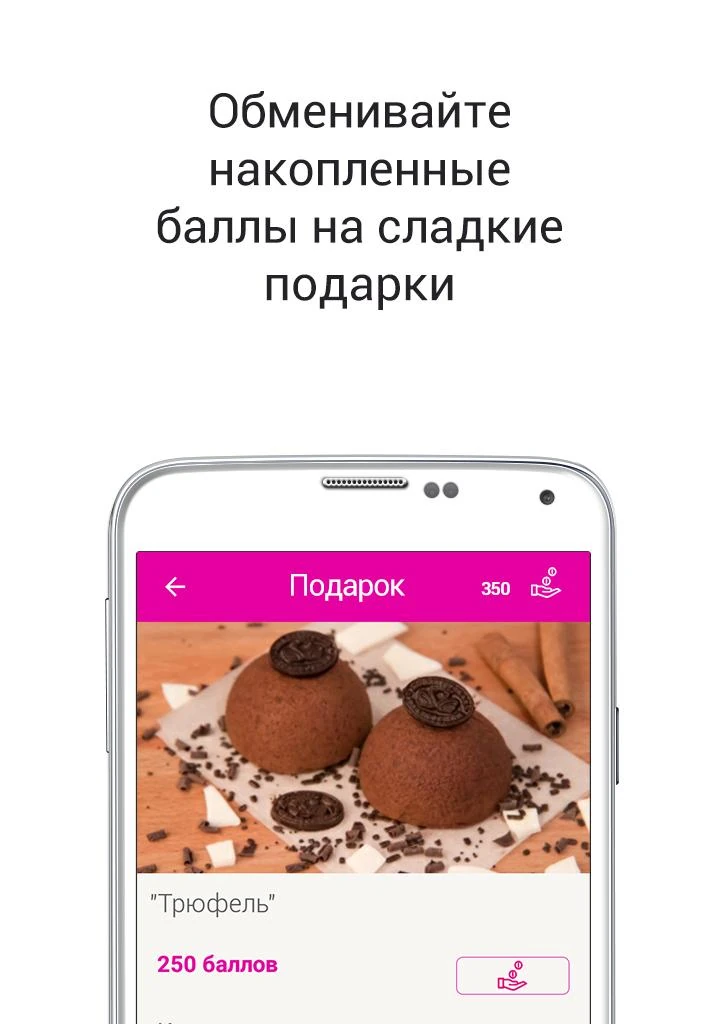 Обменивайте
накопленные
баллы на сладкие
подарки
Подарок
350
"Трюфель"
250 баллов